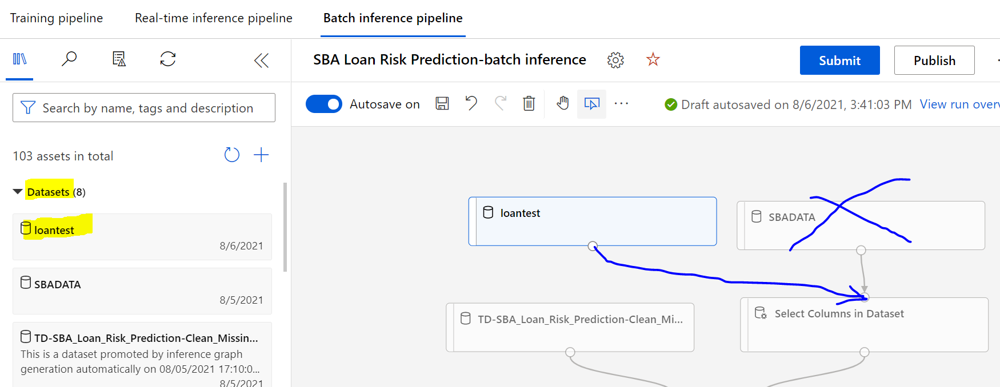 Training pipeline
Real-time inference pipeline
Batch inference pipeline
SBA Loan Risk Prediction-batch inference
Submit
Publish
Search by name, tags and description
Autosave on
Draft autosaved on 8/6/2021, 3:41:03 PM
View run overv
103 assets in total
Datasets (8)
loantest
8/6/2021
SBADATA
8/5/2021
TD-SBA_Loan_Risk_Prediction-Clean_Missin...
This is a dataset promoted by inference graph
generation automatically on 08/05/2021 17:10:0...
8/5/2021
loantest
SBADATA
TD-SBA_Loan_Risk_Prediction-Clean_Mi...
Select Columns in Dataset